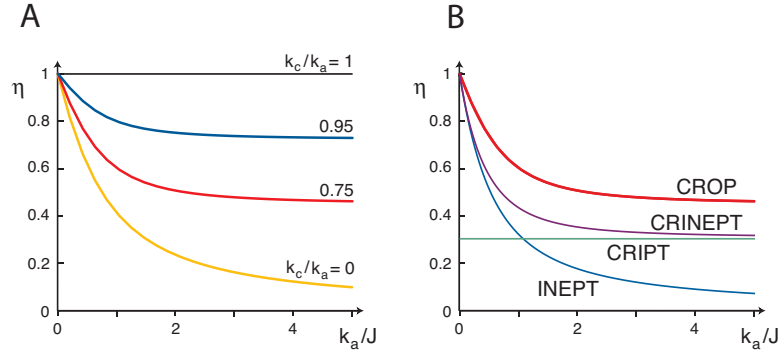 A
k_c/k_a= 1
1
η
0.95
0.8
0.6
0.75
0.4
0.2
k_c/k_a= 0
0
0
2
4
k_a/J
B
1
η
0.8
0.6
CROP
0.4
CRINEPT
CRIPT
0.2
INEPT
0
0
2
4
k_a/J